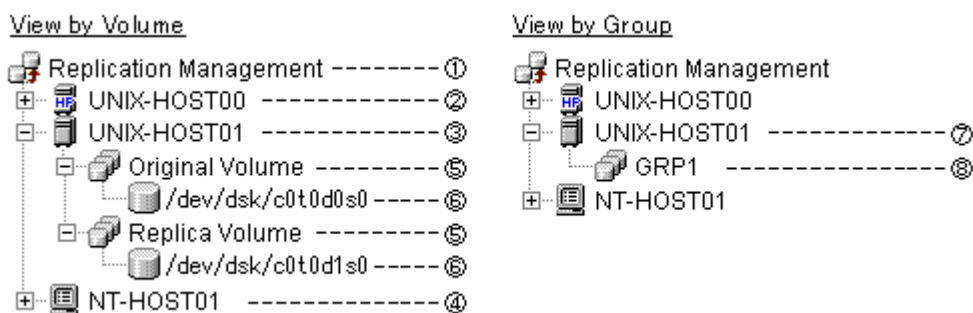 View by Volume
Replication Management -------- ①
HP UNIX-HOST00 -------------- ②
UNIX-HOST01 -------------- ③
Original Volume --------- ⑤
/dev/dsk/c0t0d0s0 ----- ⑥
Replica Volume --------- ⑤
/dev/dsk/c0t0d1s0 ----- ⑥
NT-HOST01 -------------- ④
View by Group
Replication Management
HP UNIX-HOST00
UNIX-HOST01 --------------- ⑦
GRP1 --------------- ⑧
NT-HOST01